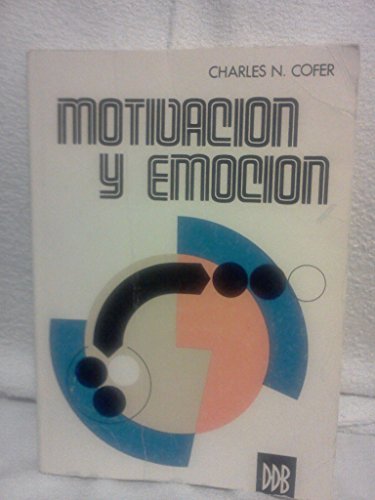 CHARLES N. COFER
MOTIVACION
Y EMOCION
DDB